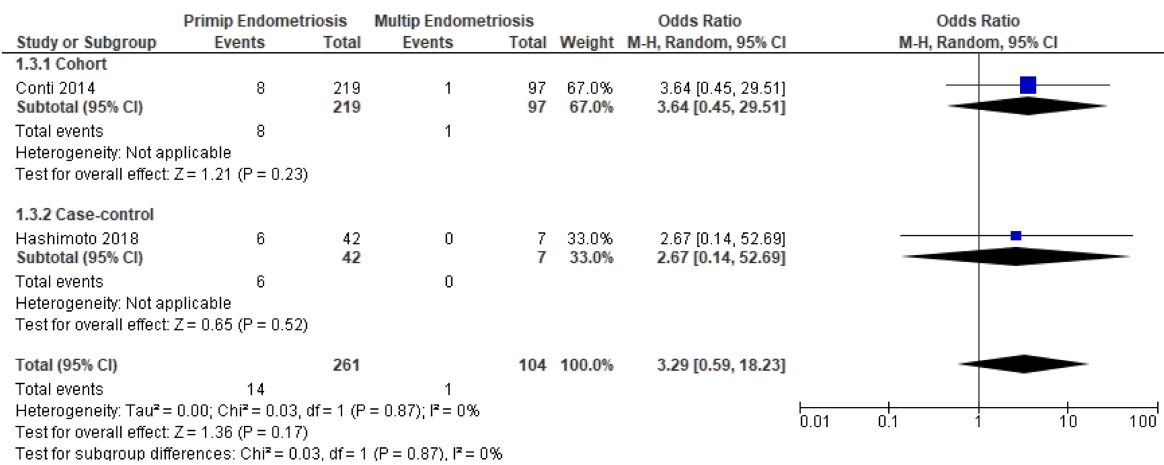 Primip Endometriosis Multip Endometriosis Odds Ratio Odds Ratio
Study or Subgroup Events Total Events Total Weight M-H, Random, 95% CI M-H, Random, 95% CI
1.3.1 Cohort
Conti 2014 8 219 1 97 67.0% 3.64 [0.45, 29.51]
Subtotal (95% CI) 219 97 67.0% 3.64 [0.45, 29.51]
Total events 8 1
Heterogeneity: Not applicable
Test for overall effect: Z = 1.21 (P = 0.23)
1.3.2 Case-control
Hashimoto 2018 6 42 0 7 33.0% 2.67 [0.14, 52.69]
Subtotal (95% CI) 42 7 33.0% 2.67 [0.14, 52.69]
Total events 6 0
Heterogeneity: Not applicable
Test for overall effect: Z = 0.65 (P = 0.52)
Total (95% CI) 261 104 100.0% 3.29 [0.59, 18.23]
Total events 14 1
Heterogeneity: Tau² = 0.00; Chi² = 0.03, df = 1 (P = 0.87); I² = 0%
Test for overall effect: Z = 1.36 (P = 0.17)
Test for subgroup differences: Chi² = 0.03, df = 1 (P = 0.87), I² = 0%
0.01 0.1 1 10 100